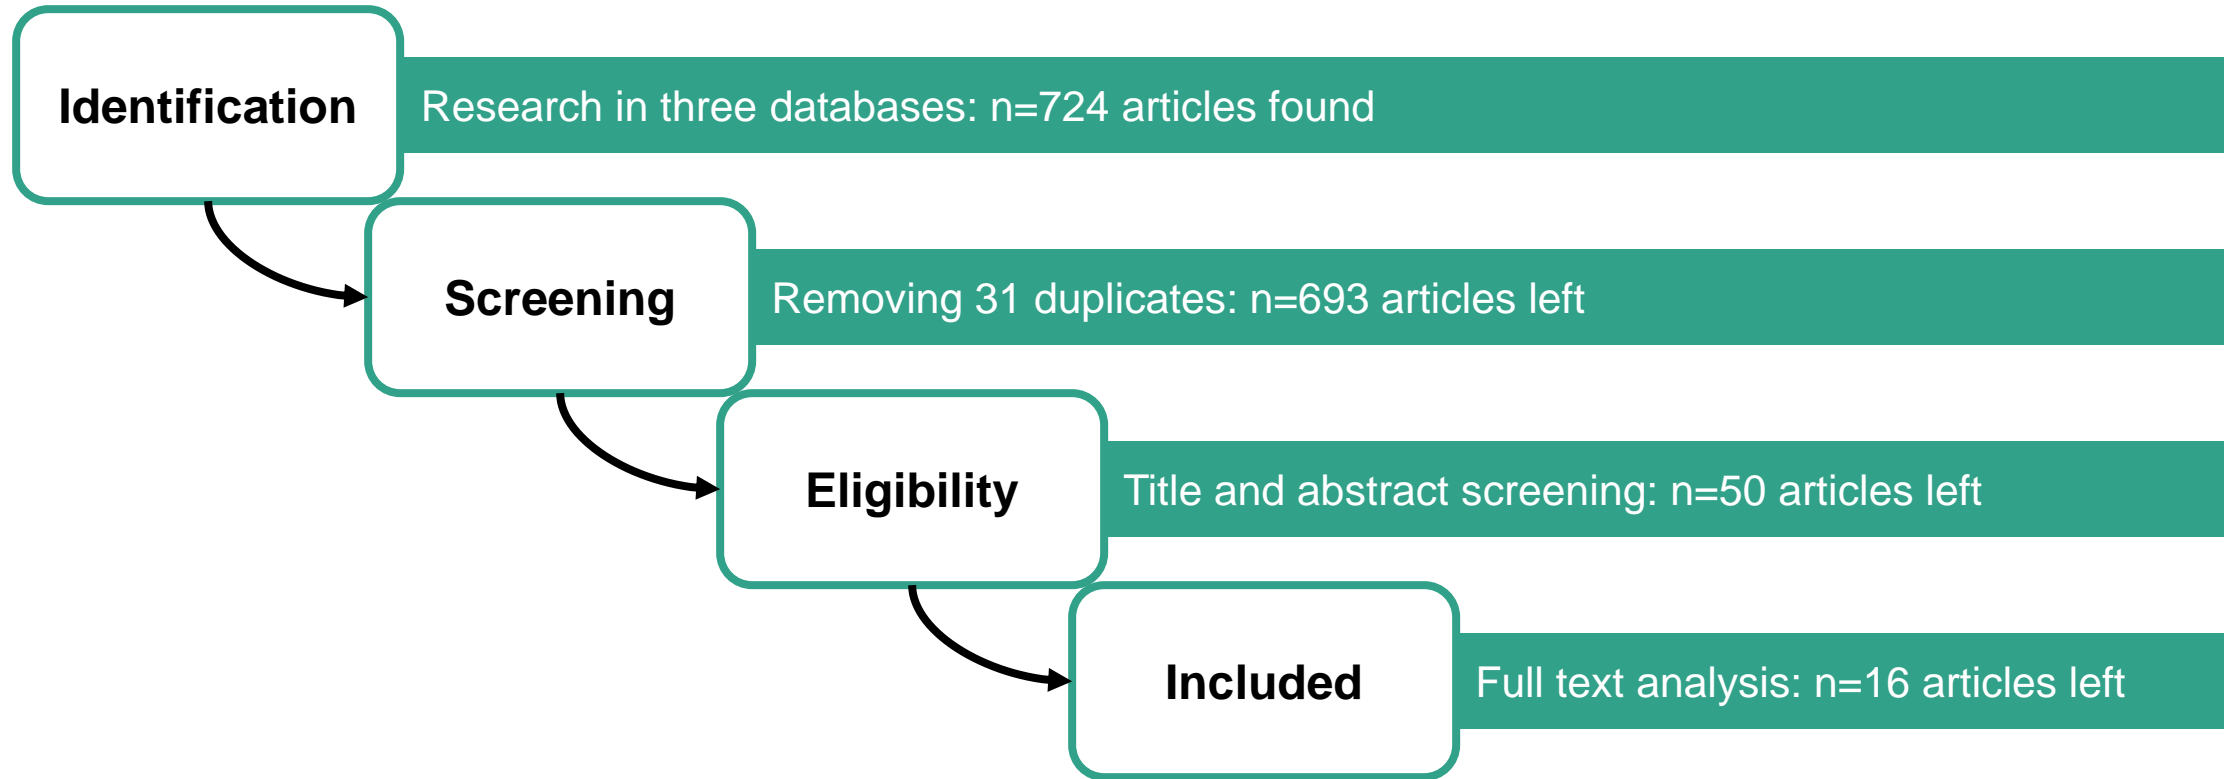 Identification
Research in three databases: n=724 articles found
Screening
Removing 31 duplicates: n=693 articles left
Eligibility
Title and abstract screening: n=50 articles left
Included
Full text analysis: n=16 articles left